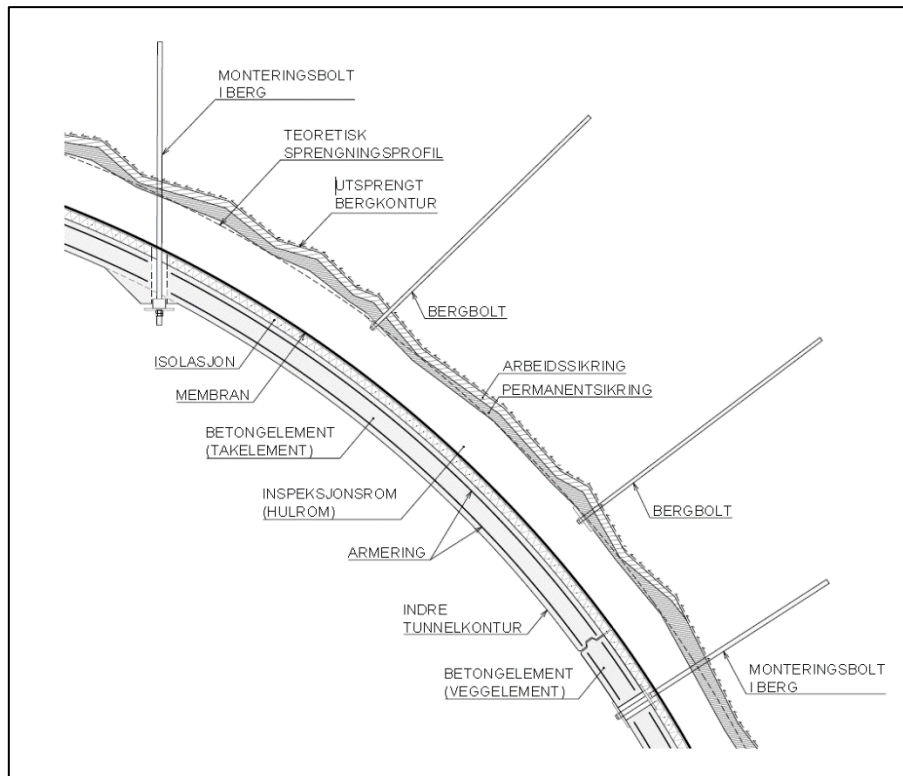 MONTERINGSBOLT
I BERG
TEORETISK
SPRENGNINGSPROFIL
UTSPRENGT
BERGKONTUR
BERGBOLT
ISOLASJON
ARBEIDSSIKRING
MEMBRAN
PERMANENTSIKRING
BETONGELEMENT
(TAKELEMENT)
INSPEKSJONSROM
(HULROM)
BERGBOLT
ARMERING
INDRE
TUNNELKONTUR
BETONGELEMENT
(VEGGELEMENT)
MONTERINGSBOLT
I BERG